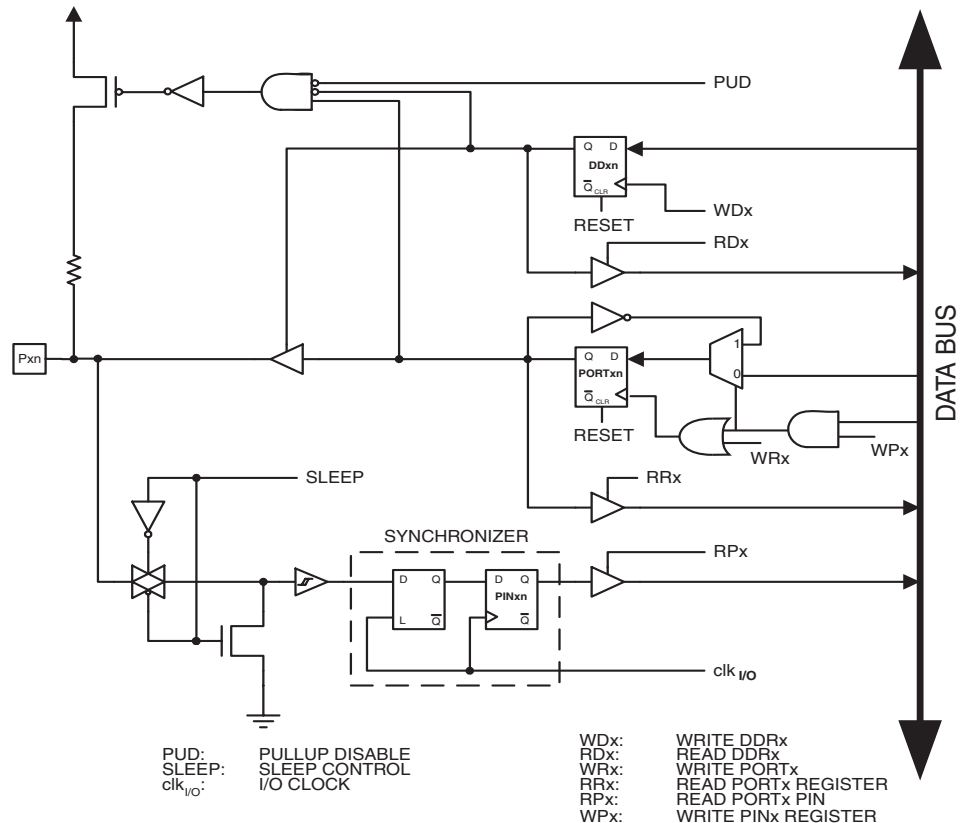 PUD
Q D
DDxn
Q CLR
WDx
RESET
RDx
Pxn
1
Q D
PORTxn
0
Q CLR
RESET
WRx
WPx
DATA BUS
SLEEP
RRx
SYNCHRONIZER
RPx
D Q
L Q
D Q
PINxn
Q
clk I/O
PUD: PULLUP DISABLE
SLEEP: SLEEP CONTROL
clk I/O: I/O CLOCK
WDx: WRITE DDRx
RDx: READ DDRx
WRx: WRITE PORTx
RRx: READ PORTx REGISTER
RPx: READ PORTx PIN
WPx: WRITE PINx REGISTER